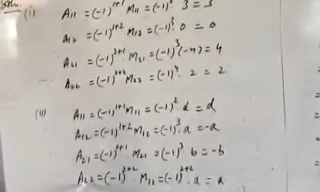 Soln. (i) A₁₁ = (-1)¹⁺¹ M₁₁ = (-1)² 3 = 3
A₁₂ = (-1)¹⁺² M₁₂ = (-1)³. 0 = 0
A₂₁ = (-1)²⁺¹ M₂₁ = (-1)³ (-4) = 4
A₂₂ = (-1)²⁺² M₂₂ = (-1)⁴. 2 = 2
(ii) A₁₁ = (-1)¹⁺¹ M₁₁ = (-1)² d = d
A₁₂ = (-1)¹⁺² M₁₂ = (-1)³. a = -a
A₂₁ = (-1)²⁺¹ M₂₁ = (-1)³ b = -b
A₂₂ = (-1)²⁺² M₂₂ = (-1)²⁺². a = a